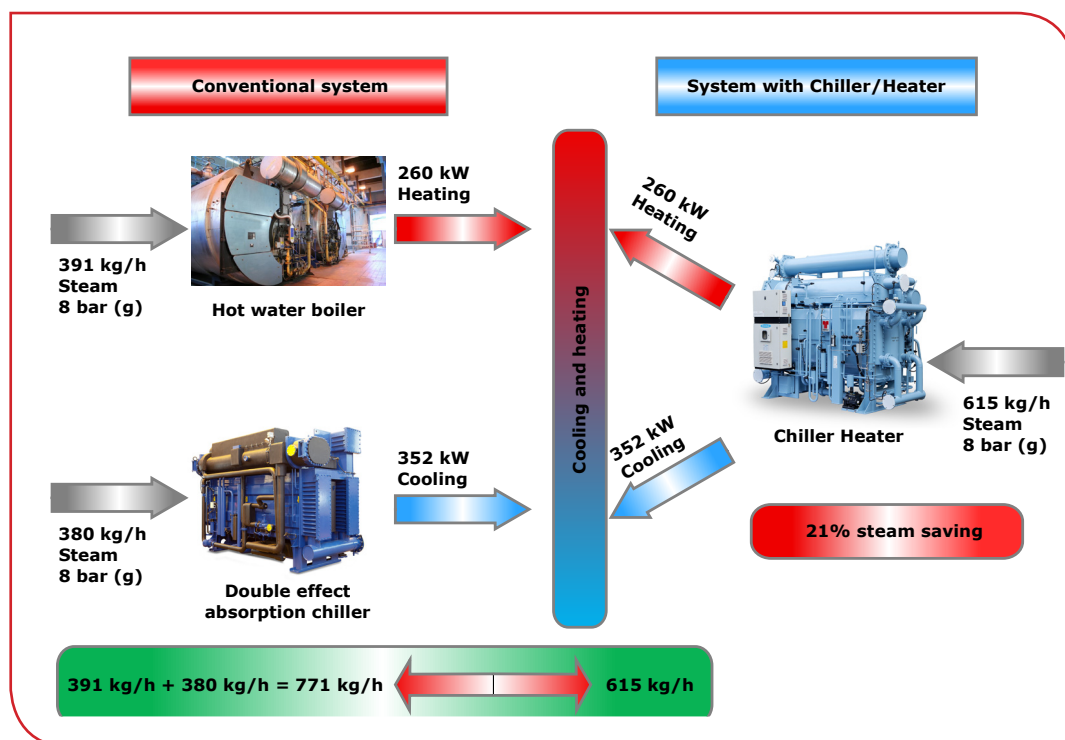 Conventional system
System with Chiller/Heater
391 kg/h
Steam
8 bar (g)
Hot water boiler
260 kW
Heating
380 kg/h
Steam
8 bar (g)
Double effect
absorption chiller
352 kW
Cooling
Cooling and heating
260 kW
Heating
352 kW
Cooling
Chiller Heater
615 kg/h
Steam
8 bar (g)
21% steam saving
391 kg/h + 380 kg/h = 771 kg/h
615 kg/h